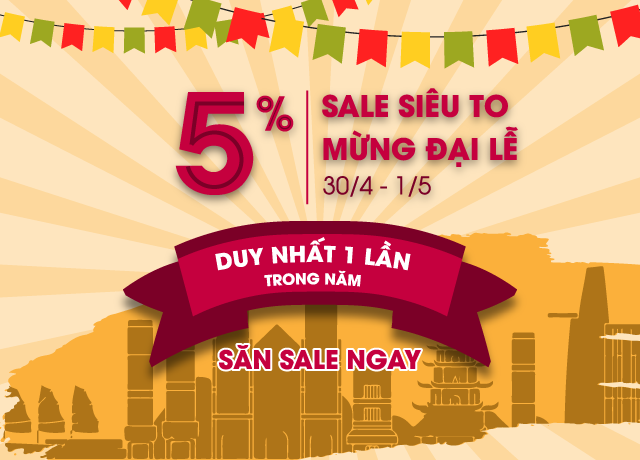 5%
SALE SIÊU TO
MỪNG ĐẠI LỄ
30/4 - 1/5
DUY NHẤT 1 LẦN
TRONG NĂM
SĂN SALE NGAY